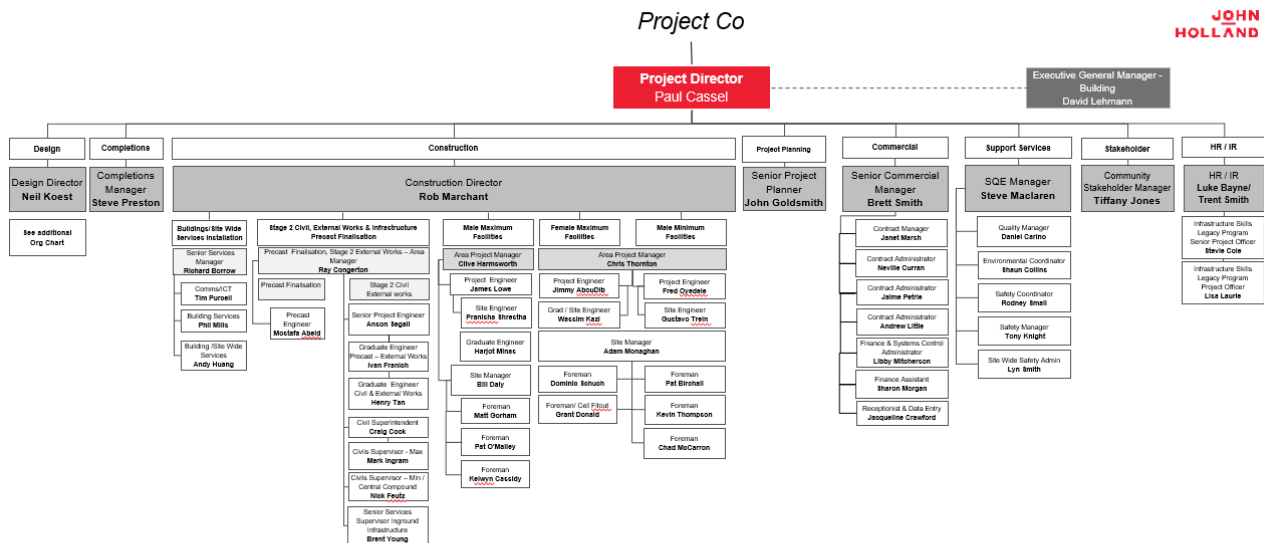 Project Co
JOHN
HOLLAND
Project Director
Paul Cassel
Executive General Manager -
Building
David Lehmann
Design
Completions
Construction
Project Planning
Commercial
Support Services
Stakeholder
HR / IR
Design Director
Neil Koest
Completions
Manager
Steve Preston
Construction Director
Rob Marchant
Senior Project
Planner
John Goldsmith
Senior Commercial
Manager
Brett Smith
SQE Manager
Steve Maclaren
Community
Stakeholder Manager
Tiffany Jones
HR / IR
Luke Bayne/
Trent Smith
See additional
Org Chart
Buildings/Site Wide
Services Installation
Senior Services
Manager
Richard Borrow
Comms/ICT
Tim Purcell
Building Services
Phil Mills
Building /Site Wide
Services
Andy Huang
Stage 2 Civil, External Works & Infrastructure
Precast Finalisation
Precast Finalisation, Stage 2 External Works – Area
Manager
Ray Congerton
Precast Finalisation
Precast
Engineer
Mostafa Abeid
Stage 2 Civil
External works
Senior Project Engineer
Anson Ilagail
Graduate Engineer
Precast – External Works
Ivan Franich
Graduate Engineer
Civil & External Works
Henry Tan
Civil Superintendent
Craig Cook
Civils Supervisor - Max
Mark Ingram
Civils Supervisor – Min /
Central Compound
Nick Feutz
Senior Services
Supervisor Inground
Infrastructure
Brent Young
Male Maximum
Facilities
Area Project Manager
Clive Harmsworth
Project Engineer
James Lowe
Site Engineer
Pranisha Shrestha
Graduate Engineer
Harjot Minas
Site Manager
Bill Daly
Foreman
Matt Gorham
Foreman
Pat O'Malley
Foreman
Kelwyn Cassidy
Female Maximum
Facilities
Male Minimum
Facilities
Area Project Manager
Chris Thornton
Project Engineer
Jimmy AbouDib
Project Engineer
Fred Oyedele
Grad / Site Engineer
Wassim Kazi
Site Engineer
Gustavo Trein
Site Manager
Adam Monaghan
Foreman
Dominic Schuch
Foreman
Pat Birchall
Foreman/ Cell Fitout
Grant Donald
Foreman
Kevin Thompson
Foreman
Chad McCarron
Contract Manager
Janet Marsh
Contract Administrator
Neville Curran
Contract Administrator
Jaime Petrie
Contract Administrator
Andrew Little
Finance & Systems Control
Administrator
Libby Mitcherson
Finance Assistant
Sharon Morgan
Receptionist & Data Entry
Jacqueline Crawford
Quality Manager
Daniel Carino
Environmental Coordinator
Shaun Collins
Safety Coordinator
Rodney Small
Safety Manager
Tony Knight
Site Wide Safety Admin
Lyn Smith
Infrastructure Skills
Legacy Program
Senior Project Officer
Stevie Cole
Infrastructure Skills
Legacy Program
Project Officer
Lisa Laurie